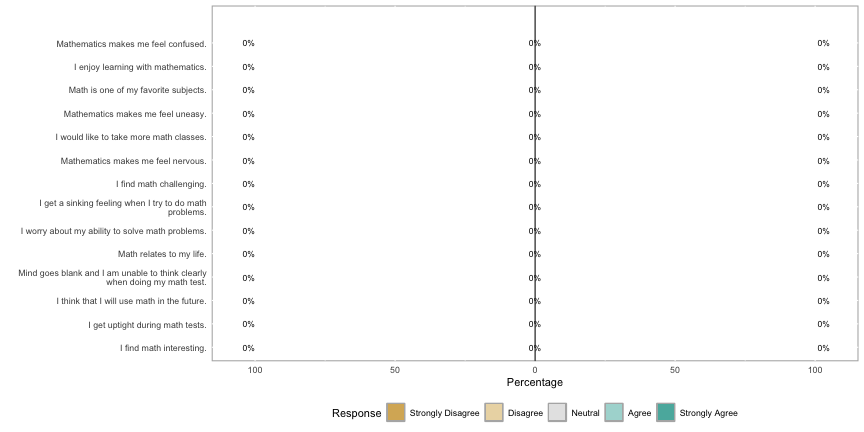 Mathematics makes me feel confused. 0% 0% 0%
I enjoy learning with mathematics. 0% 0% 0%
Math is one of my favorite subjects. 0% 0% 0%
Mathematics makes me feel uneasy. 0% 0% 0%
I would like to take more math classes. 0% 0% 0%
Mathematics makes me feel nervous. 0% 0% 0%
I find math challenging. 0% 0% 0%
I get a sinking feeling when I try to do math
problems. 0% 0% 0%
I worry about my ability to solve math problems. 0% 0% 0%
Math relates to my life. 0% 0% 0%
Mind goes blank and I am unable to think clearly
when doing my math test. 0% 0% 0%
I think that I will use math in the future. 0% 0% 0%
I get uptight during math tests. 0% 0% 0%
I find math interesting. 0% 0% 0%
100 50 0 50 100
Percentage
Response Strongly Disagree Disagree Neutral Agree Strongly Agree